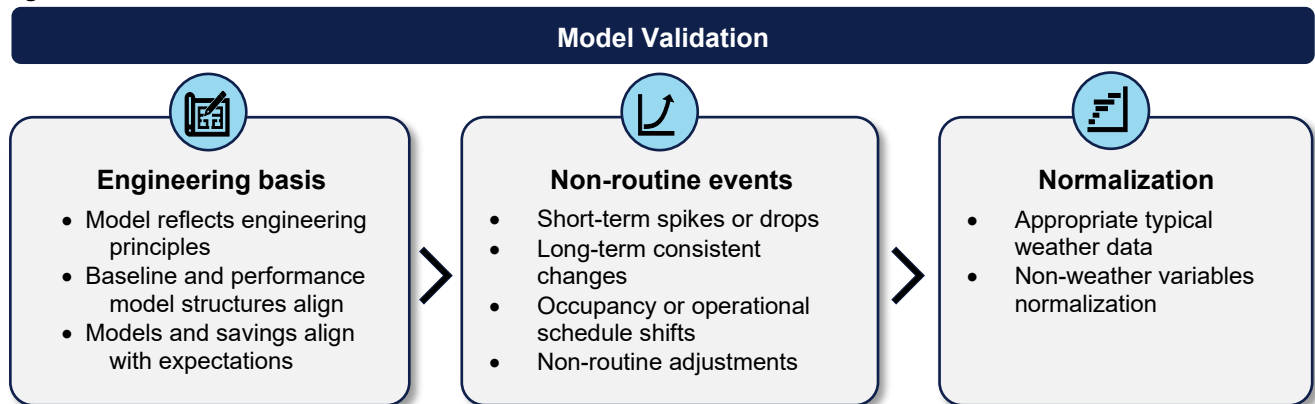 Model Validation
Engineering basis
• Model reflects engineering
principles
• Baseline and performance
model structures align
• Models and savings align
with expectations
Non-routine events
• Short-term spikes or drops
• Long-term consistent
changes
• Occupancy or operational
schedule shifts
• Non-routine adjustments
Normalization
• Appropriate typical
weather data
• Non-weather variables
normalization